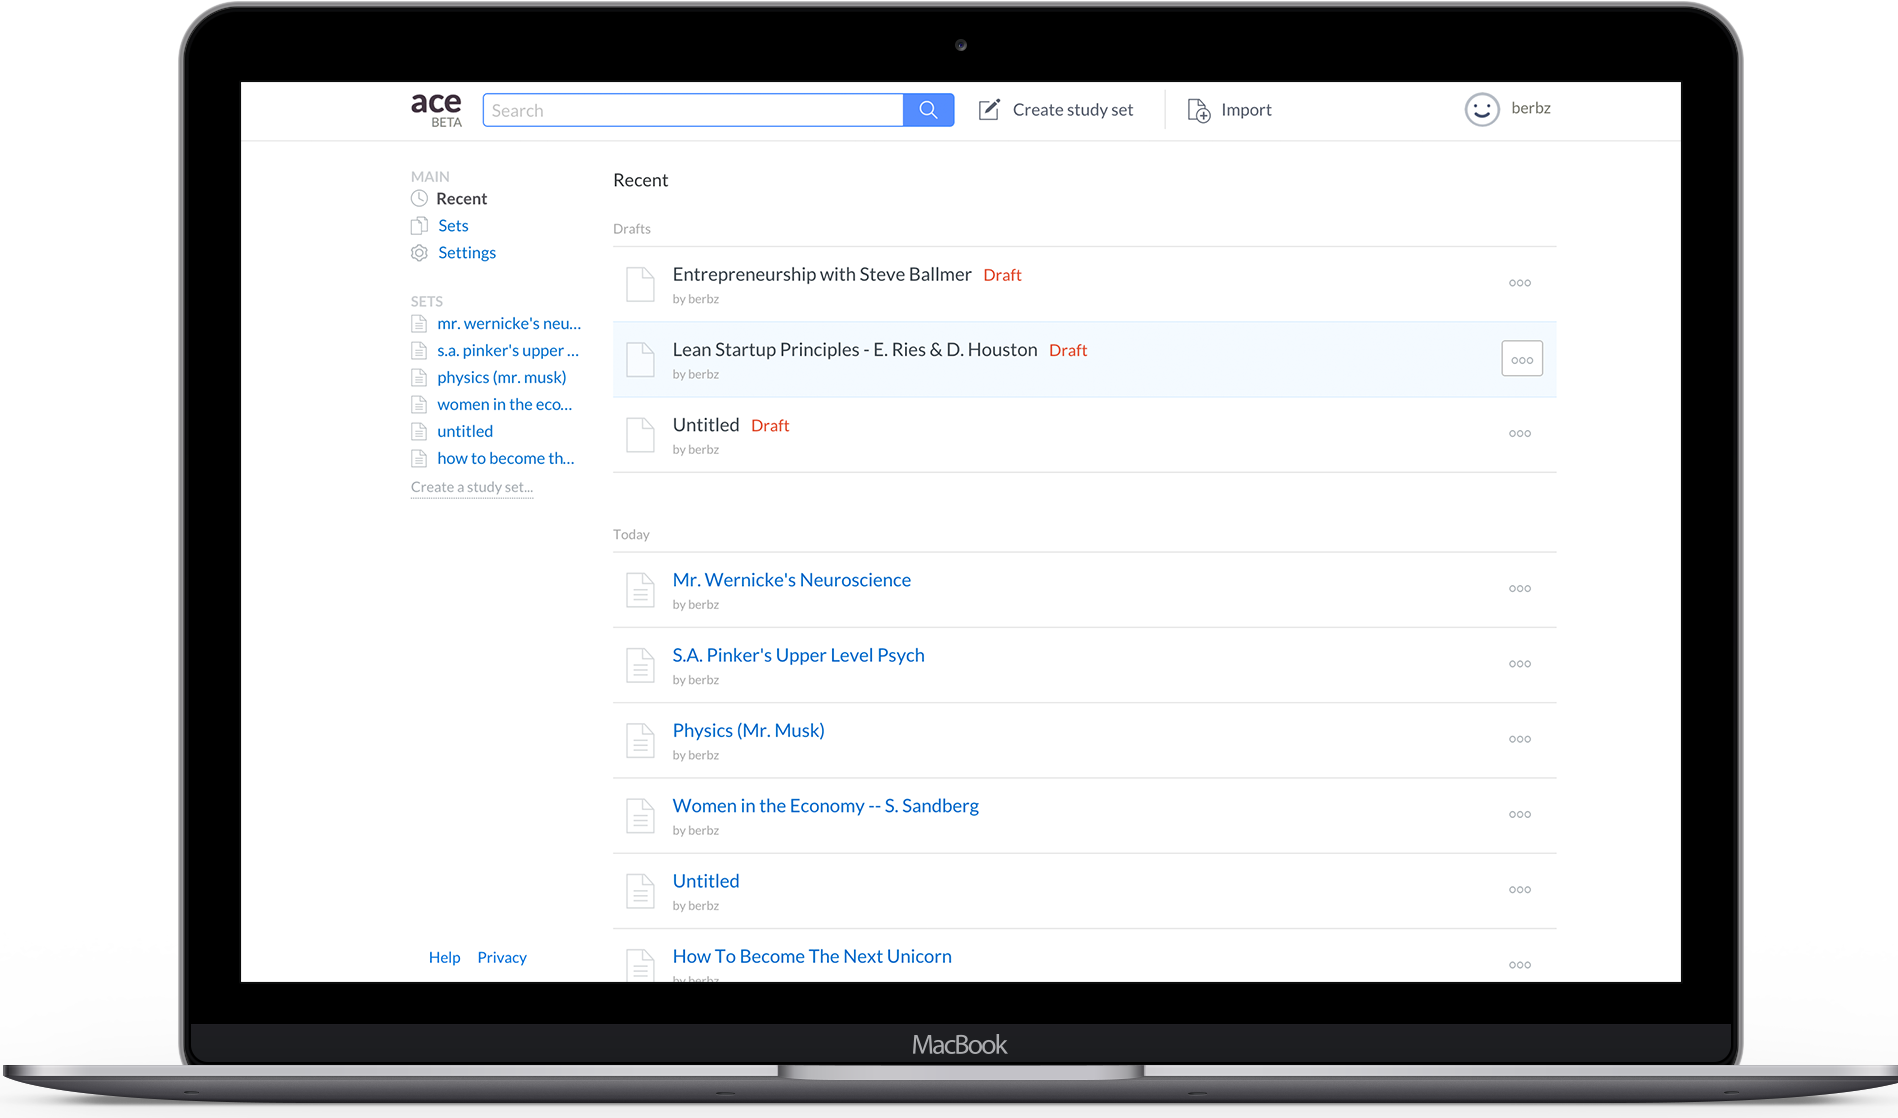 ace
BETA
Search
Create study set
Import
berbz
MAIN
Recent
Sets
Settings
SETS
mr. wernicke's neu...
s.a. pinker's upper ...
physics (mr. musk)
women in the eco...
untitled
how to become th...
Create a study set...
Help Privacy
Recent
Drafts
Entrepreneurship with Steve Ballmer Draft
by berbz
Lean Startup Principles - E. Ries & D. Houston Draft
by berbz
Untitled Draft
by berbz
Today
Mr. Wernicke's Neuroscience
by berbz
S.A. Pinker's Upper Level Psych
by berbz
Physics (Mr. Musk)
by berbz
Women in the Economy -- S. Sandberg
by berbz
Untitled
by berbz
How To Become The Next Unicorn
by berbz
MacBook